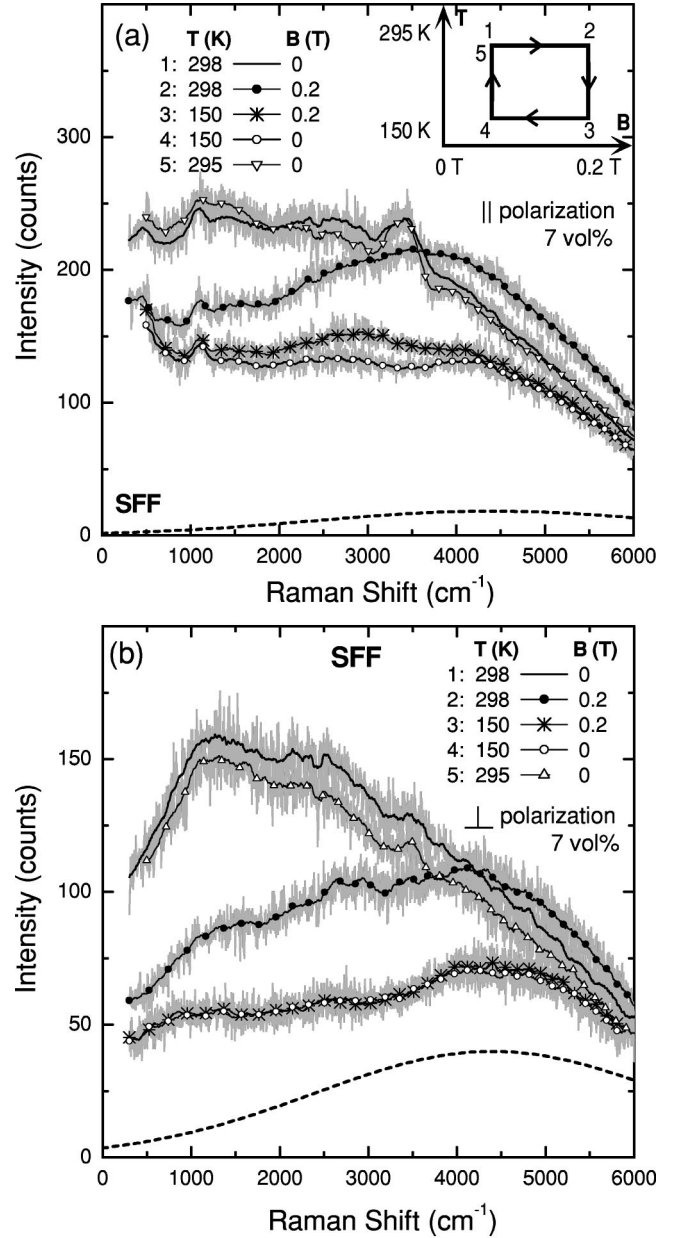 (a)
T (K) B (T)
1: 298 0
2: 298 0.2
3: 150 0.2
4: 150 0
5: 295 0
T
295 K
1 2
5
150 K
4 3
B
0 T 0.2 T
|| polarization
7 vol%
Intensity (counts)
300
200
100
0
SFF
0 1000 2000 3000 4000 5000 6000
Raman Shift (cm-1)
(b)
SFF
T (K) B (T)
1: 298 0
2: 298 0.2
3: 150 0.2
4: 150 0
5: 295 0
⊥ polarization
7 vol%
Intensity (counts)
150
100
50
0
0 1000 2000 3000 4000 5000 6000
Raman Shift (cm-1)